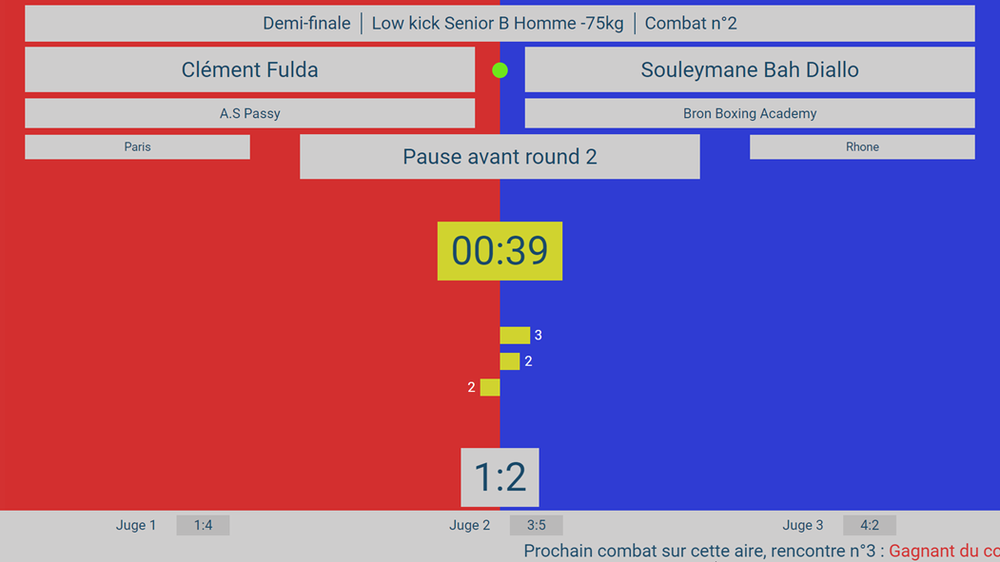 Demi-finale | Low kick Senior B Homme -75kg | Combat n°2
Clément Fulda
Souleymane Bah Diallo
A.S Passy
Bron Boxing Academy
Paris
Pause avant round 2
Rhone
00:39
3
2
2
1:2
Juge 1 1:4
Juge 2 3:5
Juge 3 4:2
Prochain combat sur cette aire, rencontre n°3 : Gagnant du co